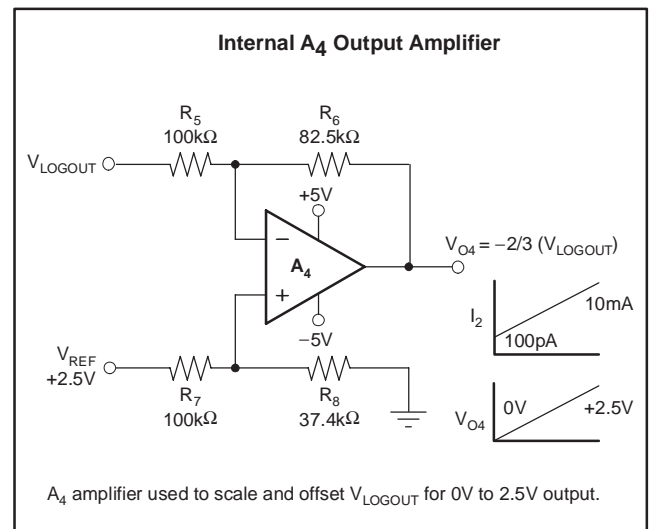 Internal A4 Output Amplifier
R5
100kΩ
R6
82.5kΩ
VLOGOUT
+5V
−
A4
+
−5V
VO4 = −2/3 (VLOGOUT)
I2
10mA
100pA
VREF
+2.5V
R7
100kΩ
R8
37.4kΩ
VO4
0V
+2.5V
A4 amplifier used to scale and offset VLOGOUT for 0V to 2.5V output.